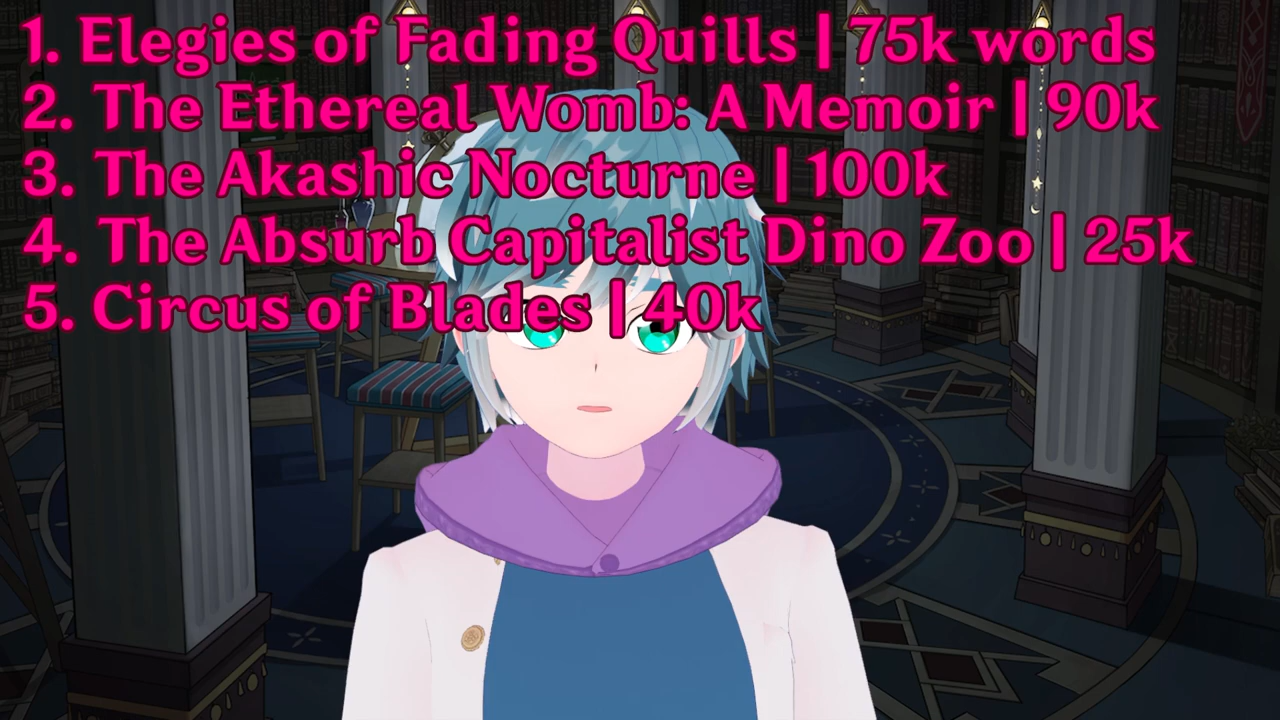 1. Elegies of Fading Quills | 75k words
2. The Ethereal Womb: A Memoir | 90k
3. The Akashic Nocturne | 100k
4. The Absurb Capitalist Dino Zoo | 25k
5. Circus of Blades | 40k